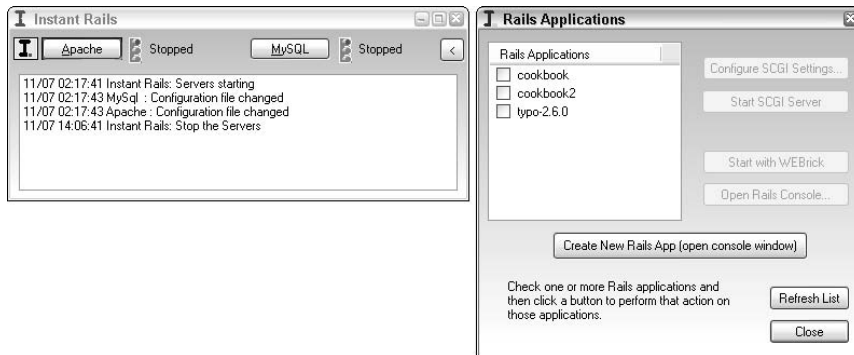 I Instant Rails
I. Apache Stopped MySQL Stopped <
11/07 02:17:41 Instant Rails: Servers starting
11/07 02:17:43 MySql : Configuration file changed
11/07 02:17:43 Apache : Configuration file changed
11/07 14:06:41 Instant Rails: Stop the Servers
I Rails Applications
Rails Applications
cookbook
cookbook2
typo-2.6.0
Configure SCGI Settings...
Start SCGI Server
Start with WEBrick
Open Rails Console...
Create New Rails App (open console window)
Check one or more Rails applications and
then click a button to perform that action on
those applications.
Refresh List
Close